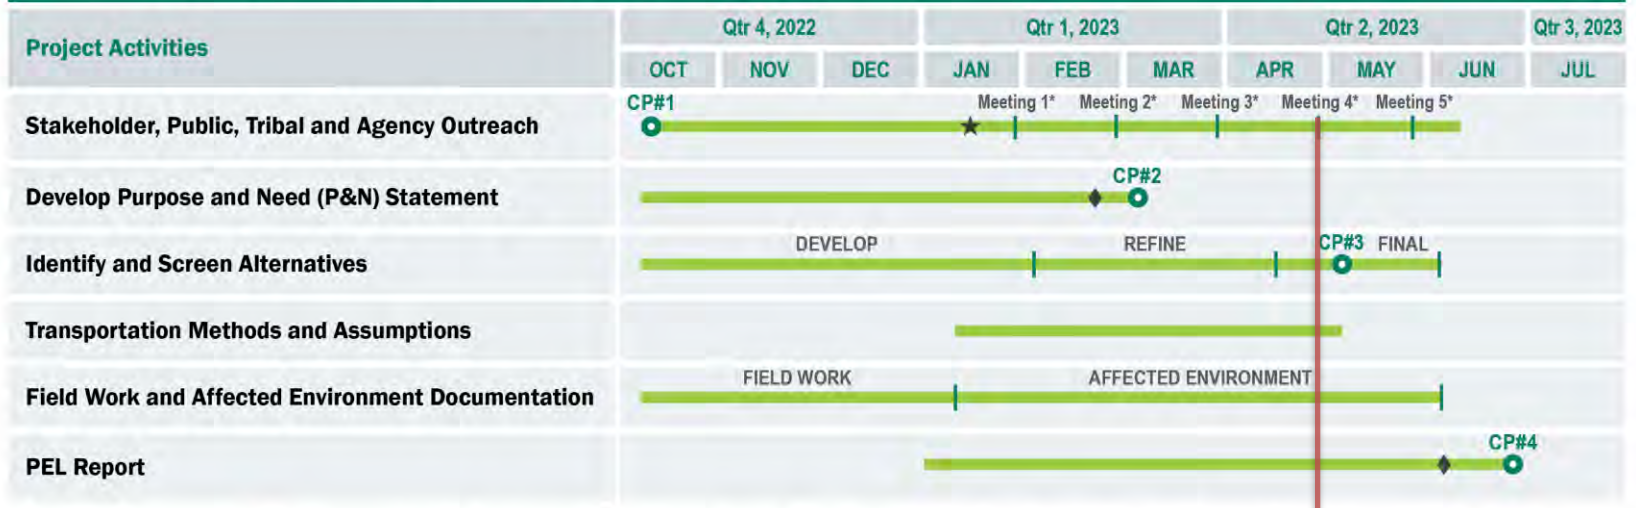 Project Activities
Qtr 4, 2022 Qtr 1, 2023 Qtr 2, 2023 Qtr 3, 2023
OCT NOV DEC JAN FEB MAR APR MAY JUN JUL
CP#1 Meeting 1* Meeting 2* Meeting 3* Meeting 4* Meeting 5*
Stakeholder, Public, Tribal and Agency Outreach
CP#2
Develop Purpose and Need (P&N) Statement
DEVELOP REFINE CP#3 FINAL
Identify and Screen Alternatives
Transportation Methods and Assumptions
FIELD WORK AFFECTED ENVIRONMENT
Field Work and Affected Environment Documentation
CP#4
PEL Report